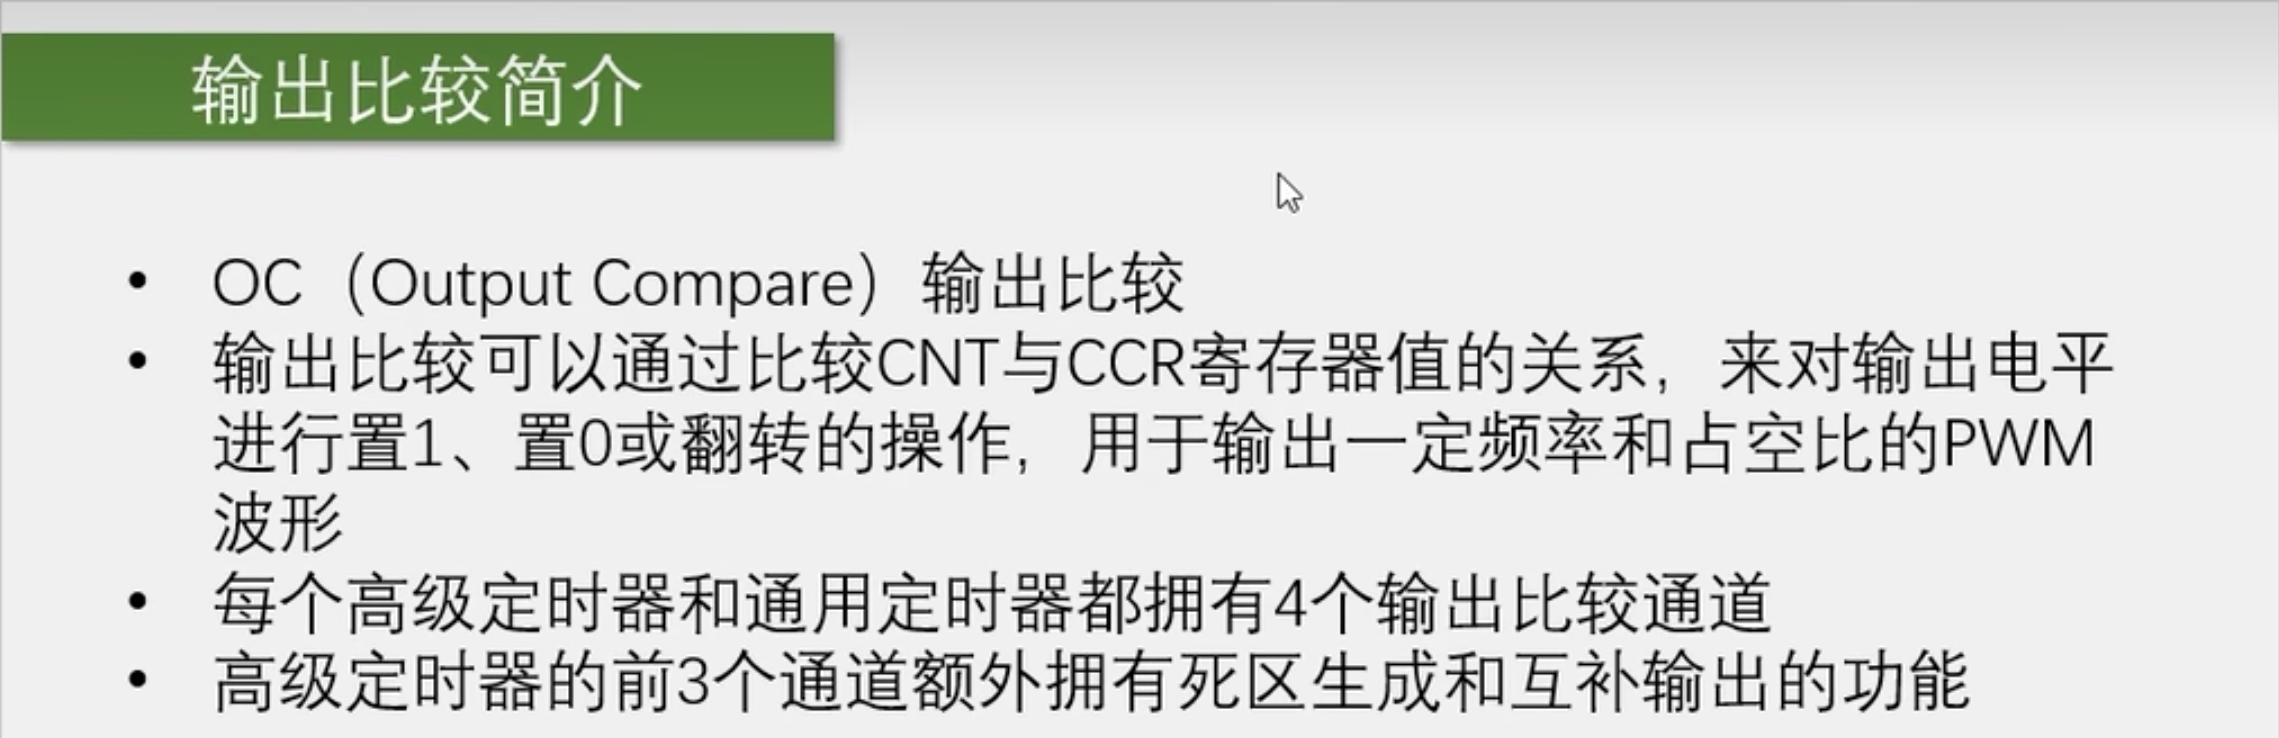 输出比较简介
• OC（Output Compare）输出比较
• 输出比较可以通过比较CNT与CCR寄存器值的关系，来对输出电平
进行置1、置0或翻转的操作，用于输出一定频率和占空比的PWM
波形
• 每个高级定时器和通用定时器都拥有4个输出比较通道
• 高级定时器的前3个通道额外拥有死区生成和互补输出的功能